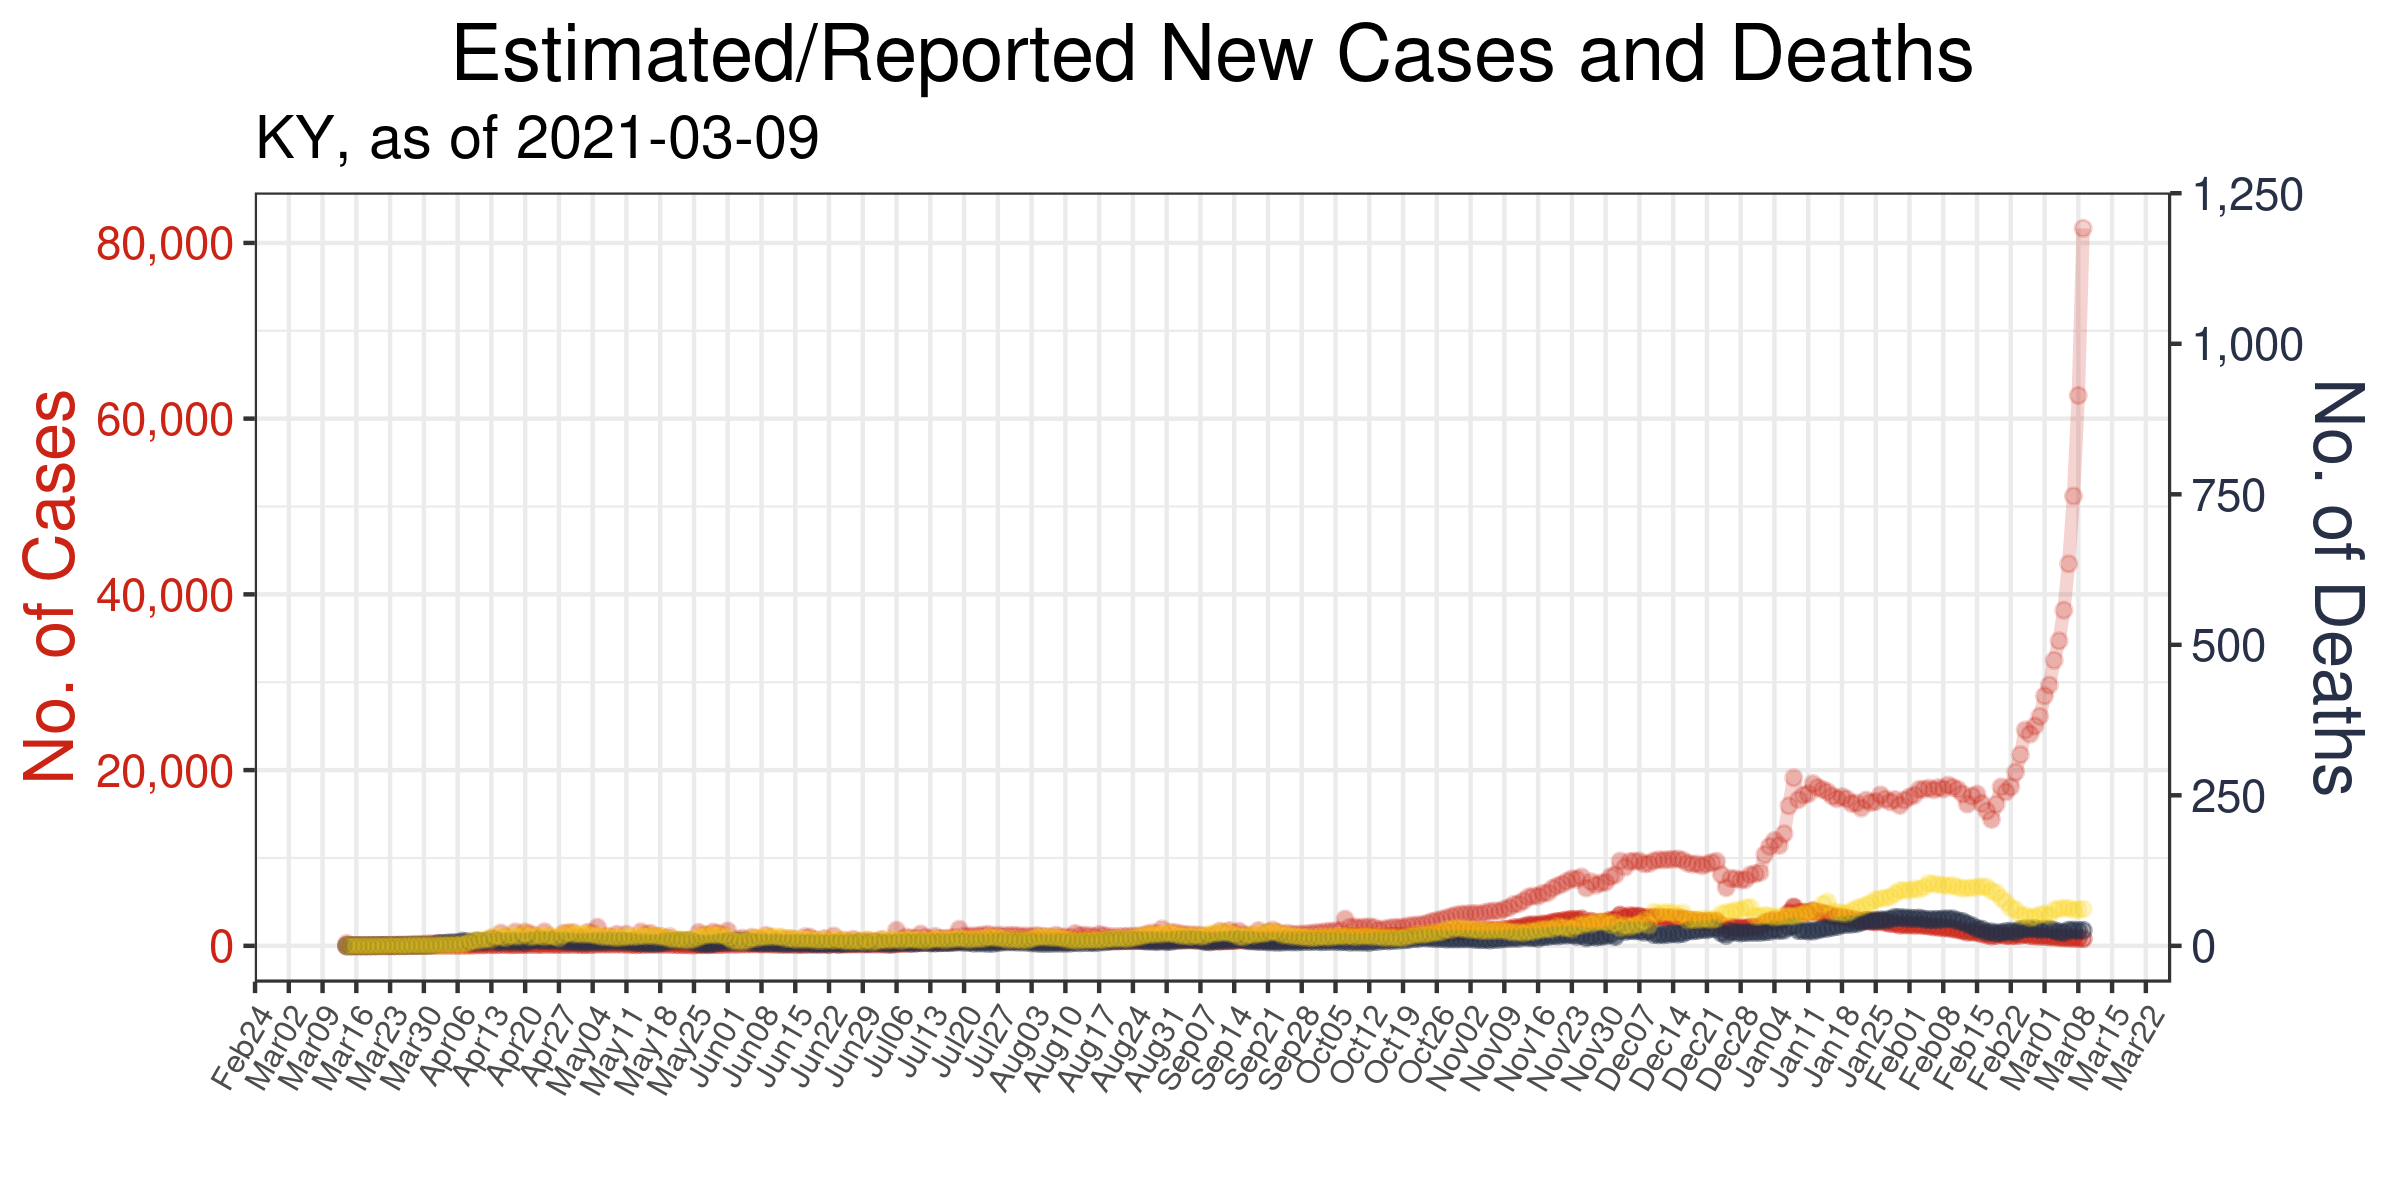 Estimated/Reported New Cases and Deaths
KY, as of 2021-03-09
No. of Cases
80,000
60,000
40,000
20,000
0
1,250
1,000
750
500
250
0
No. of Deaths
Feb24 Mar02 Mar09 Mar16 Mar23 Mar30 Apr06 Apr13 Apr20 Apr27 May04 May11 May18 May25 Jun01 Jun08 Jun15 Jun22 Jun29 Jul06 Jul13 Jul20 Jul27 Aug03 Aug10 Aug17 Aug24 Aug31 Sep07 Sep14 Sep21 Sep28 Oct05 Oct12 Oct19 Oct26 Nov02 Nov09 Nov16 Nov23 Nov30 Dec07 Dec14 Dec21 Dec28 Jan04 Jan11 Jan18 Jan25 Feb01 Feb08 Feb15 Feb22 Mar01 Mar08 Mar15 Mar22